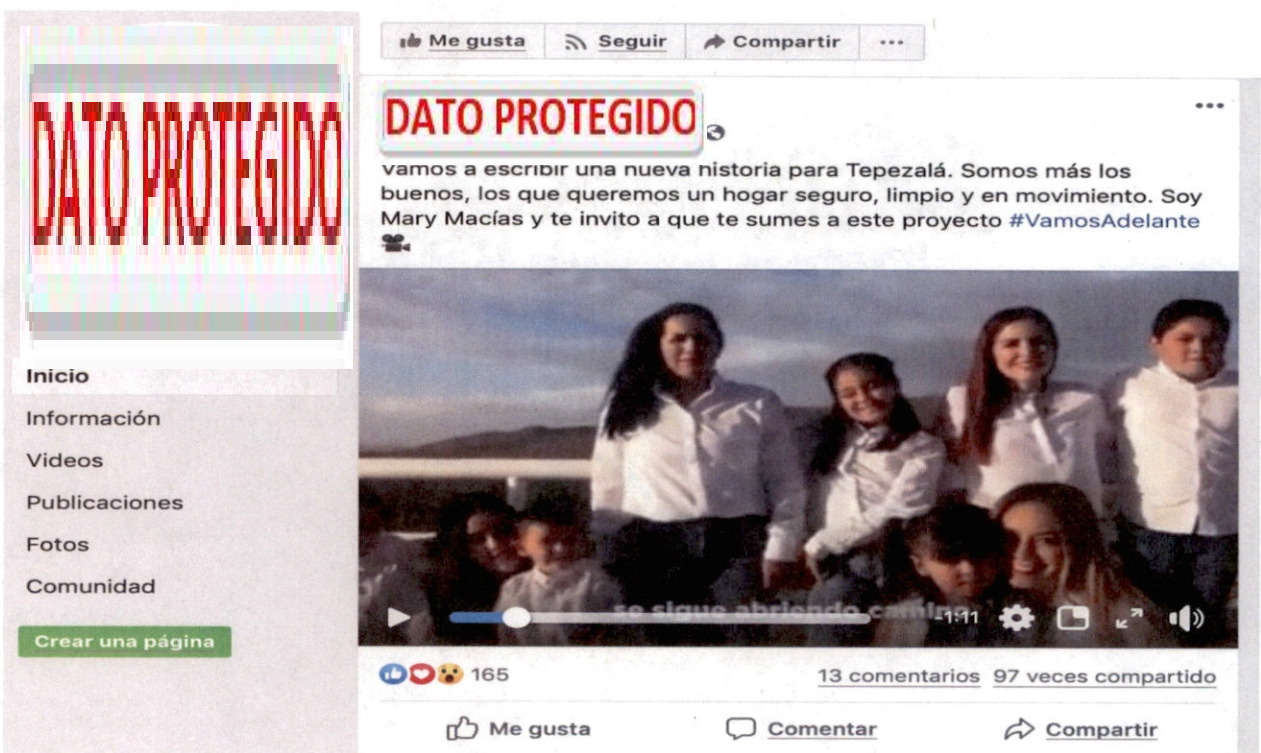 Me gusta Seguir Compartir ...
DATO PROTEGIDO
DATO PROTEGIDO
vamos a escribir una nueva historia para Tepezalá. Somos más los
buenos, los que queremos un hogar seguro, limpio y en movimiento. Soy
Mary Macías y te invito a que te sumes a este proyecto #VamosAdelante
Inicio
Información
Videos
Publicaciones
Fotos
Comunidad
Crear una página
se sigue abriendo
-1:11
165
13 comentarios 97 veces compartido
Me gusta Comentar Compartir